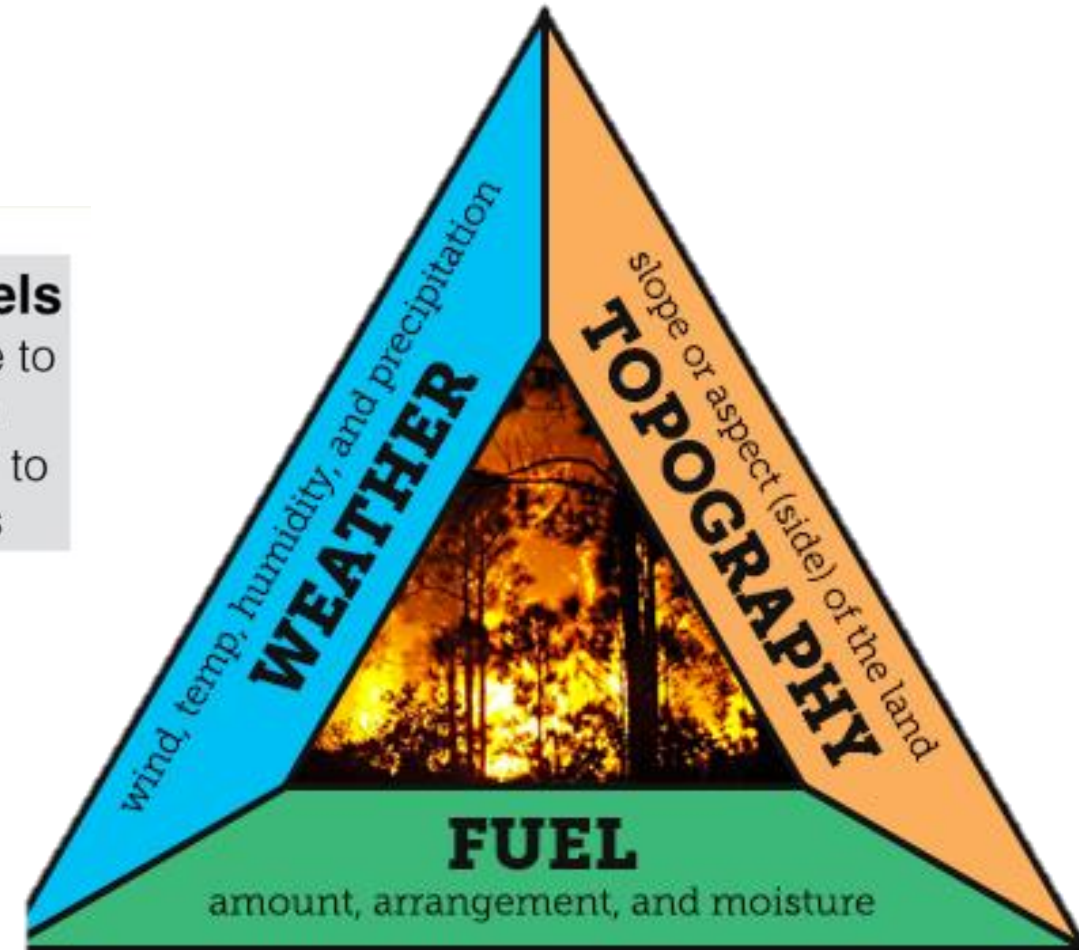 to
to
wind, temp, humidity, and precipitation
WEATHER
slope or aspect (side) of the land
TOPOGRAPHY
FUEL
amount, arrangement, and moisture